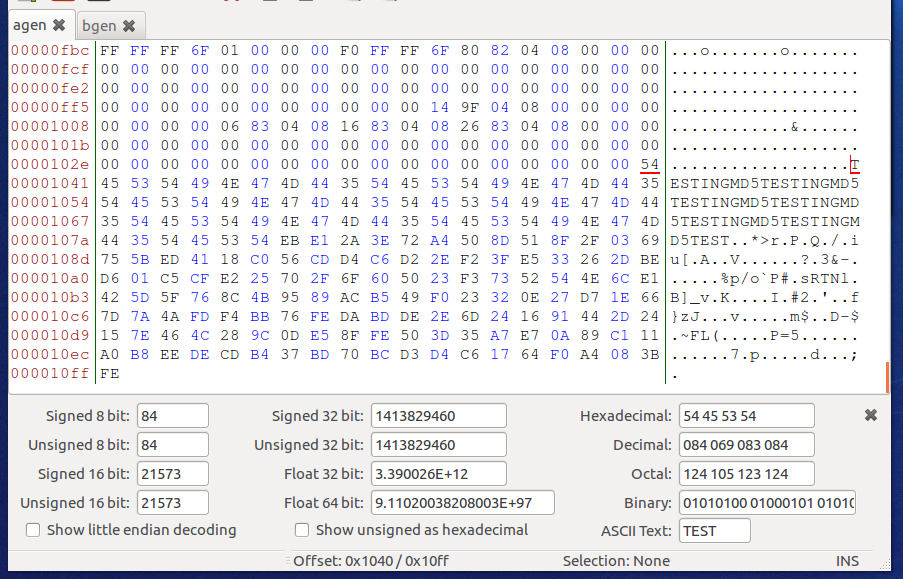 agen ✖ bgen ✖
00000fbc FF FF FF 6F 01 00 00 00 F0 FF FF 6F 80 82 04 08 00 00 00 ...o.......o.......
00000fcf 00 00 00 00 00 00 00 00 00 00 00 00 00 00 00 00 00 00 00 ...................
00000fe2 00 00 00 00 00 00 00 00 00 00 00 00 00 00 00 00 00 00 00 ...................
00000ff5 00 00 00 00 00 00 00 00 00 00 00 14 9F 04 08 00 00 00 00 ...................
00001008 00 00 00 00 06 83 04 08 16 83 04 08 26 83 04 08 00 00 00 ............&......
0000101b 00 00 00 00 00 00 00 00 00 00 00 00 00 00 00 00 00 00 00 ...................
0000102e 00 00 00 00 00 00 00 00 00 00 00 00 00 00 00 00 00 00 54 ..................T
00001041 45 53 54 49 4E 47 4D 44 35 54 45 53 54 49 4E 47 4D 44 35 ESTINGMD5TESTINGMD5
00001054 54 45 53 54 49 4E 47 4D 44 35 54 45 53 54 49 4E 47 4D 44 TESTINGMD5TESTINGMD
00001067 35 54 45 53 54 49 4E 47 4D 44 35 54 45 53 54 49 4E 47 4D 5TESTINGMD5TESTINGM
0000107a 44 35 54 45 53 54 EB E1 2A 3E 72 A4 50 8D 51 8F 2F 03 69 D5TEST..*>r.P.Q./.i
0000108d 75 5B ED 41 18 C0 56 CD D4 C6 D2 2E F2 3F E5 33 26 2D BE u[.A..V......?.3&-.
000010a0 D6 01 C5 CF E2 25 70 2F 6F 60 50 23 F3 73 52 54 4E 6C E1 .....%p/o`P#.sRTNl.
000010b3 42 5D 5F 76 8C 4B 95 89 AC B5 49 F0 23 32 0E 27 D7 1E 66 B]_v.K....I.#2.'..f
000010c6 7D 7A 4A FD F4 BB 76 FE DA BD DE 2E 6D 24 16 91 44 2D 24 }zJ...v.....m$..D-$
000010d9 15 7E 46 4C 28 9C 0D E5 8F FE 50 3D 35 A7 E7 0A 89 C1 11 .~FL(.....P=5......
000010ec A0 B8 EE DE CD B4 37 BD 70 BC D3 D4 C6 17 64 F0 A4 08 3B ......7.p.....d...;
000010ff FE .
Signed 8 bit: 84 Signed 32 bit: 1413829460 Hexadecimal: 54 45 53 54 ✖
Unsigned 8 bit: 84 Unsigned 32 bit: 1413829460 Decimal: 084 069 083 084
Signed 16 bit: 21573 Float 32 bit: 3.390026E+12 Octal: 124 105 123 124
Unsigned 16 bit: 21573 Float 64 bit: 9.11020038208003E+97 Binary: 01010100 01000101 01010
Show little endian decoding Show unsigned as hexadecimal ASCII Text: TEST
Offset: 0x1040 / 0x10ff Selection: None INS